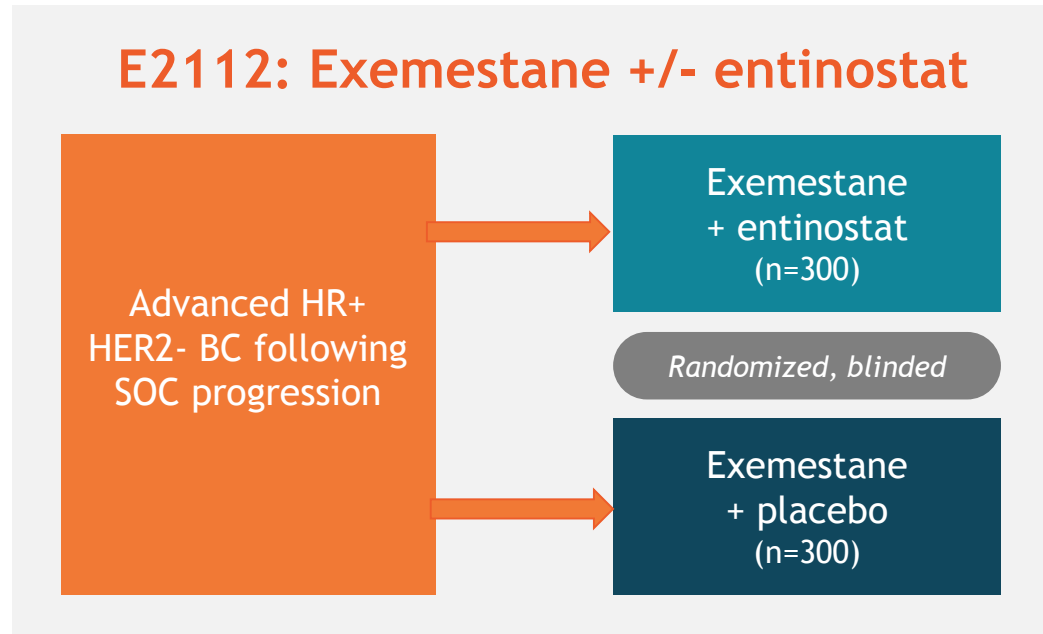 E2112: Exemestane +/- entinostat
Advanced HR+
HER2- BC following
SOC progression
Exemestane
+ entinostat
(n=300)
Randomized, blinded
Exemestane
+ placebo
(n=300)